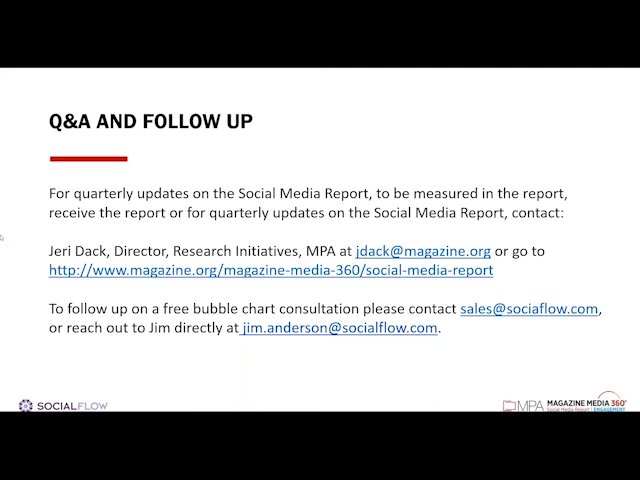 Q&A AND FOLLOW UP
For quarterly updates on the Social Media Report, to be measured in the report,
receive the report or for quarterly updates on the Social Media Report, contact:
Jeri Dack, Director, Research Initiatives, MPA at jdack@magazine.org or go to
http://www.magazine.org/magazine-media-360/social-media-report
To follow up on a free bubble chart consultation please contact sales@sociaflow.com,
or reach out to Jim directly at jim.anderson@socialflow.com.
SOCIALFLOW
MPA MAGAZINE MEDIA 360°
Social Media Report | ENGAGEMENT